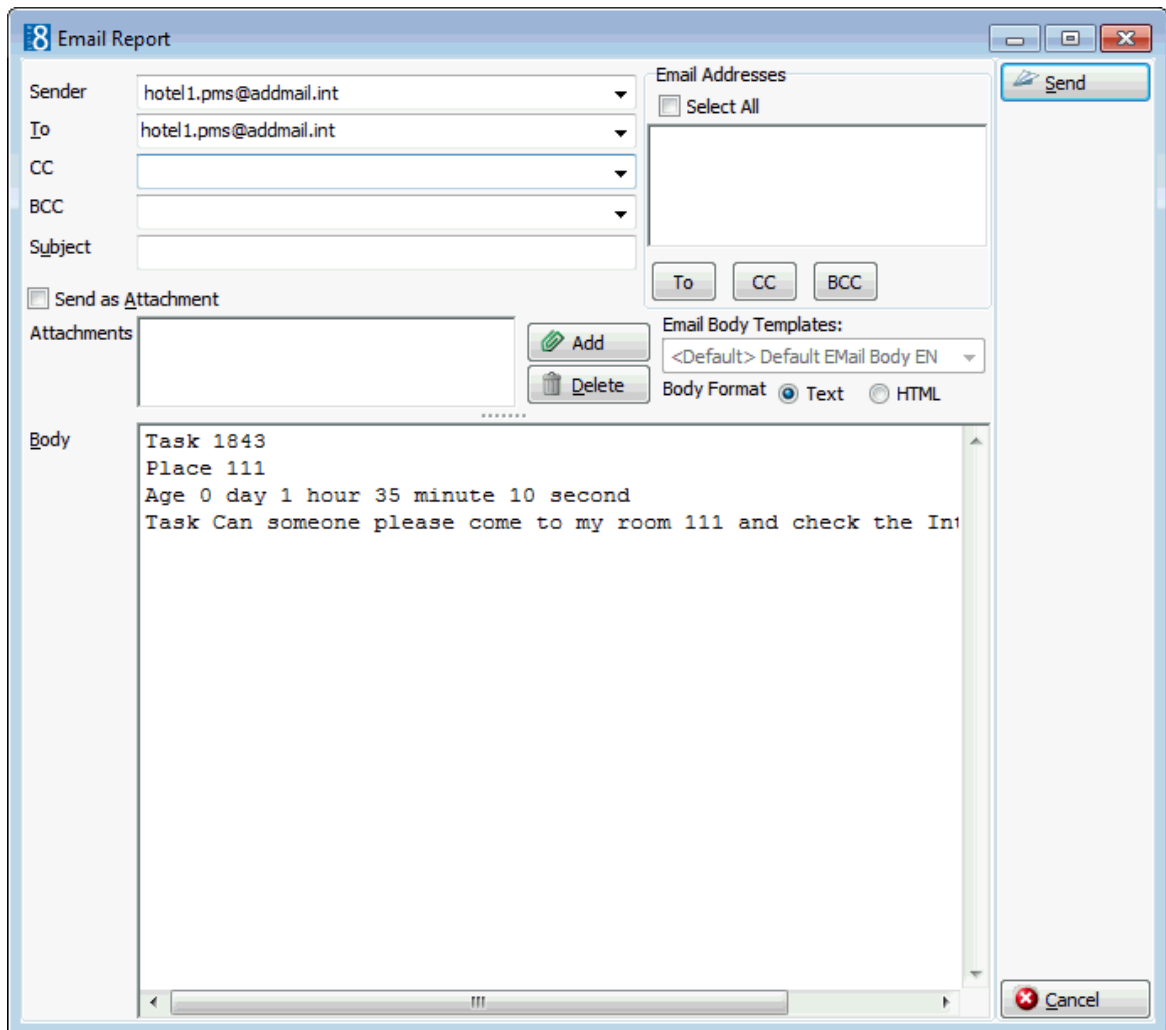 8 Email Report
Sender
hotel1.pms@addmail.int
To
hotel1.pms@addmail.int
CC
BCC
Subject
Send as Attachment
Attachments
Add
Delete
Email Addresses
Select All
To
CC
BCC
Email Body Templates:
<Default> Default EMail Body EN
Body Format
Text
HTML
Body
Task 1843
Place 111
Age 0 day 1 hour 35 minute 10 second
Task Can someone please come to my room 111 and check the Int
Send
Cancel